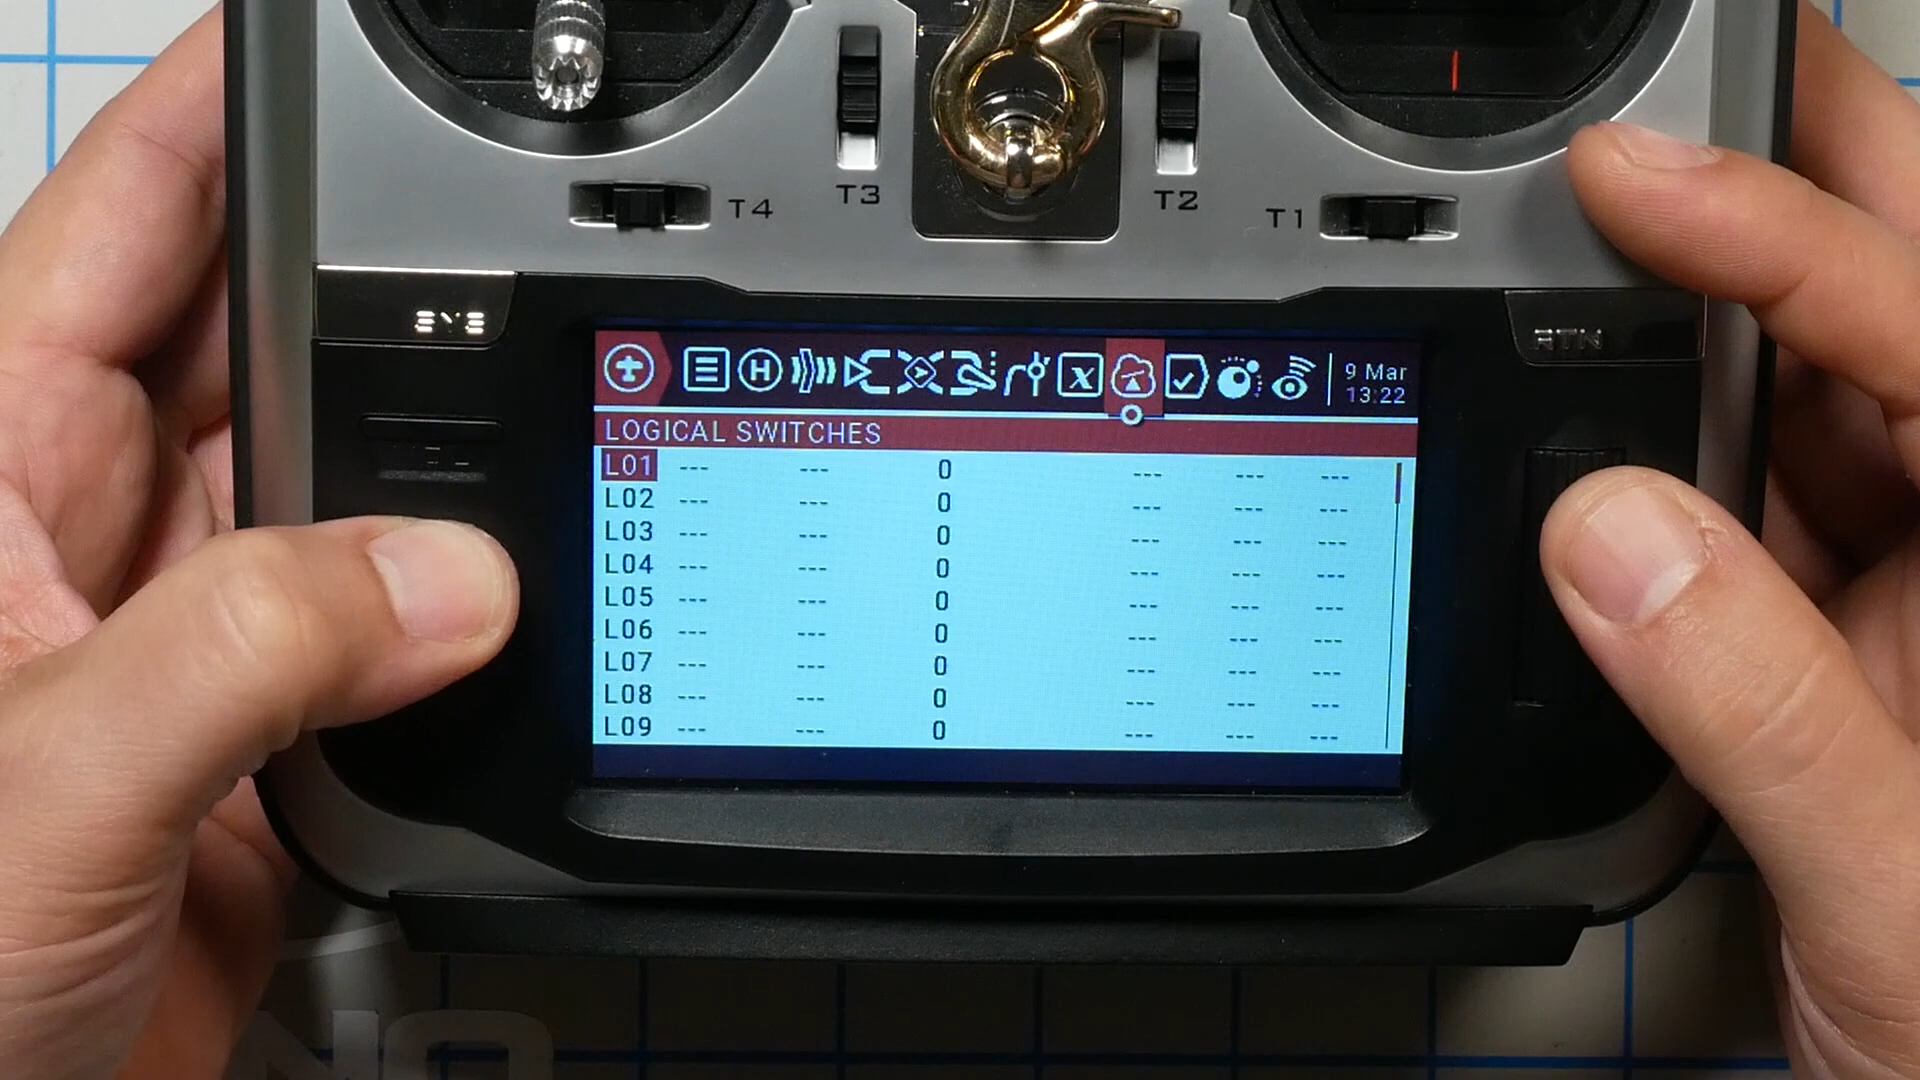 T4
T3
T2
T1
SYS
RTN
H
x
9 Mar
13:22
LOGICAL SWITCHES
L01 --- --- 0 --- --- ---
L02 --- --- 0 --- --- ---
L03 --- --- 0 --- --- ---
L04 --- --- 0 --- --- ---
L05 --- --- 0 --- --- ---
L06 --- --- 0 --- --- ---
L07 --- --- 0 --- --- ---
L08 --- --- 0 --- --- ---
L09 --- --- 0 --- --- ---